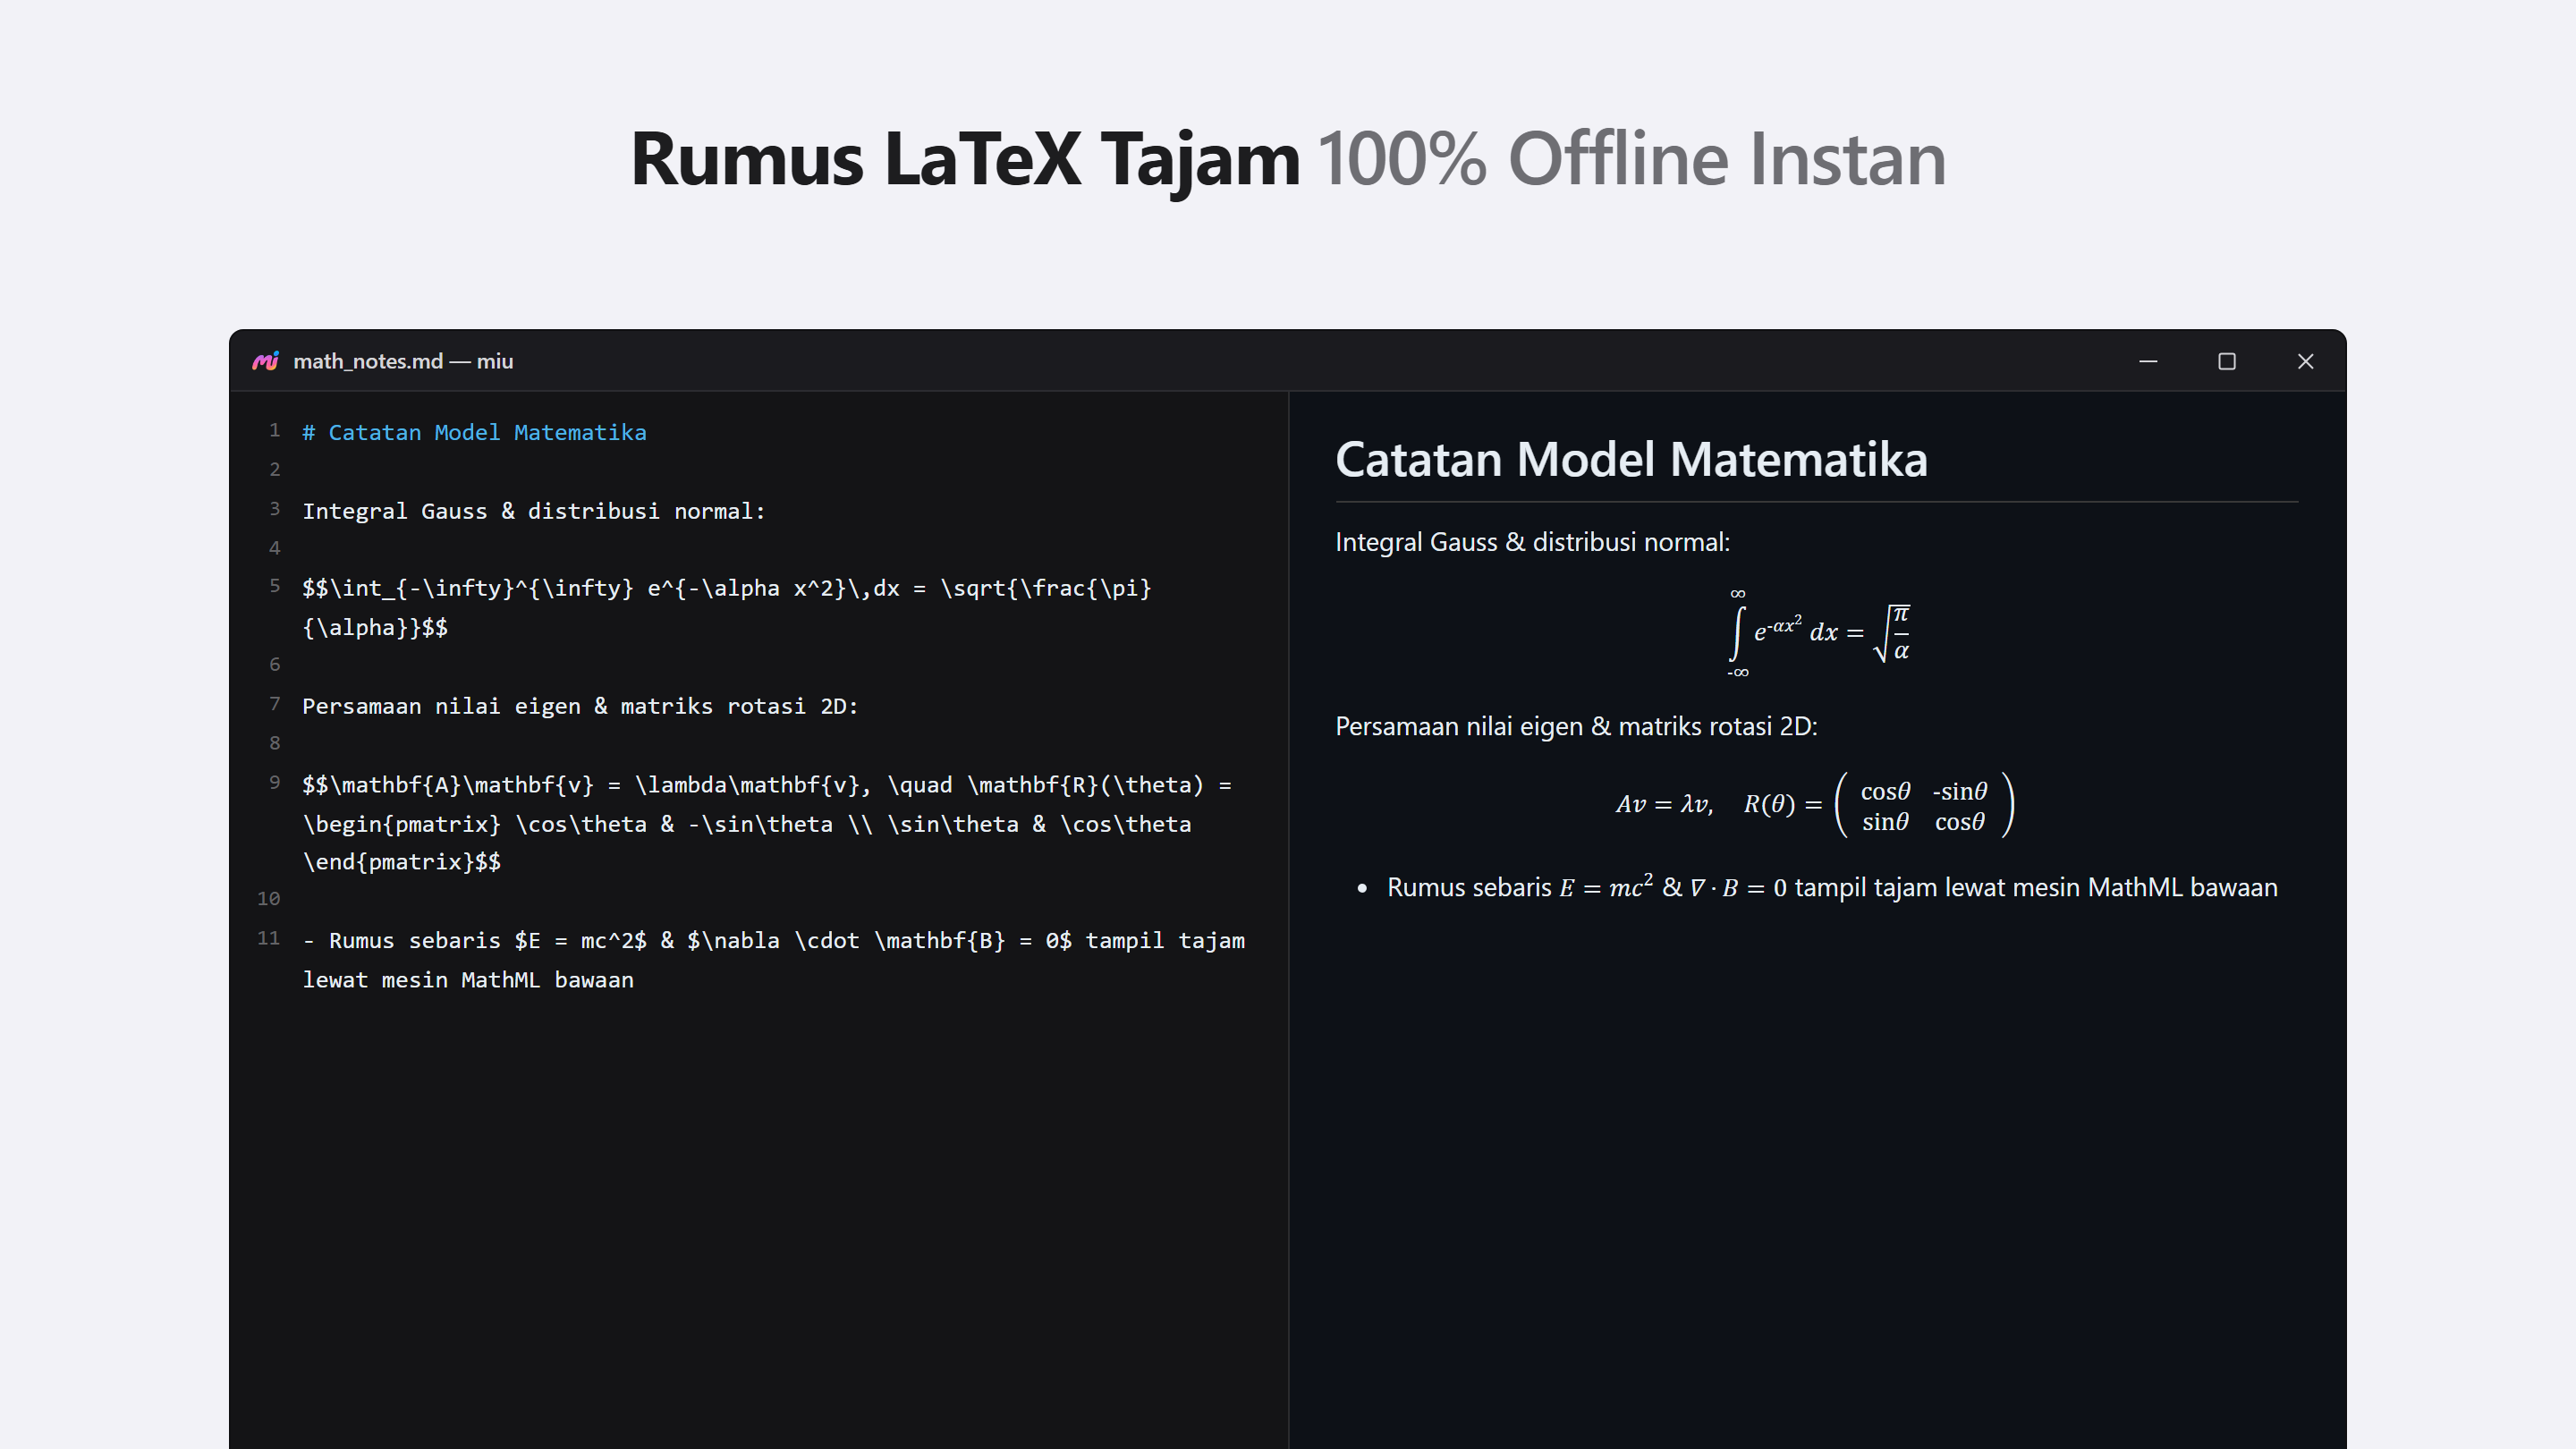 Rumus LaTeX Tajam 100% Offline Instan
math_notes.md — miu
1 # Catatan Model Matematika
2
3 Integral Gauss & distribusi normal:
4
5 $$\int_{-\infty}^{\infty} e^{-\alpha x^2}\,dx = \sqrt{\frac{\pi}
{\alpha}}$$
6
7 Persamaan nilai eigen & matriks rotasi 2D:
8
9 $$\mathbf{A}\mathbf{v} = \lambda\mathbf{v}, \quad \mathbf{R}(\theta) =
\begin{pmatrix} \cos\theta & -\sin\theta \\ \sin\theta & \cos\theta
\end{pmatrix}$$
10
11 - Rumus sebaris $E = mc^2$ & $\nabla \cdot \mathbf{B} = 0$ tampil tajam
lewat mesin MathML bawaan
Catatan Model Matematika
Integral Gauss & distribusi normal:
∫_{-∞}^{∞} e^{-αx²} dx = √(π/α)
Persamaan nilai eigen & matriks rotasi 2D:
Av = λv, R(θ) = ( cosθ -sinθ
sinθ cosθ )
• Rumus sebaris E = mc² & ∇ · B = 0 tampil tajam lewat mesin MathML bawaan